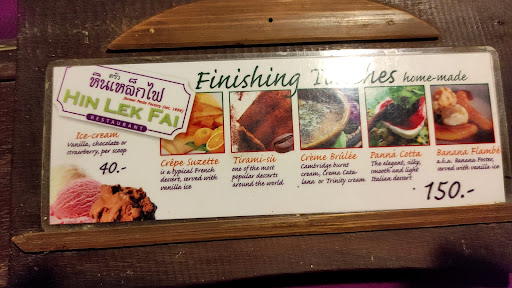 Finishing Touches home-made
ครัว
หินเหล็กไฟ
HIN LEK FAI
RESTAURANT
Ice-cream
Vanilla, chocolate or
strawberry, per scoop
40.-
Crêpe Suzette
is a typical French
dessert, served with
vanilla ice
Tirami-su
one of the most
popular desserts
around the world
Crème Brûlée
Cambridge burnt
cream, Crema Cata-
lana or Trinity cream
Panna Cotta
The elegant, silky,
smooth and light
Italian dessert
Banana Flambé
a.k.a. Banana Foster,
served with vanilla ice
150.-